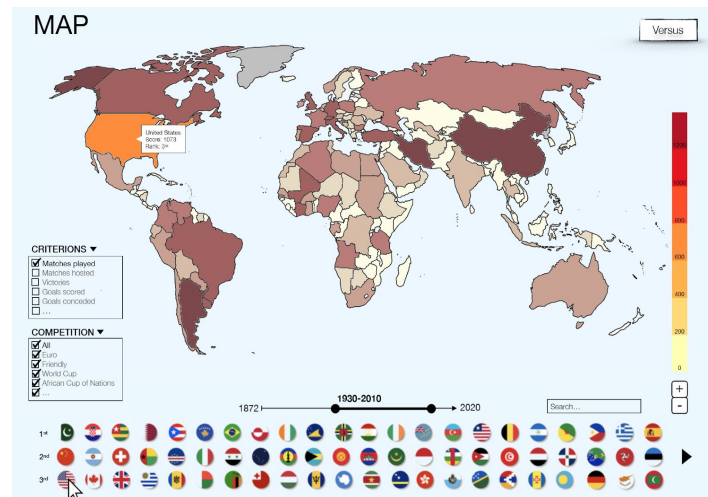 MAP
Versus
United States
Score: 1073
1200
1000
800
600
400
200
0
CRITERIONS ▼
Matches played
Matches hosted
Victories
Goals scored
Goals conceded
...
COMPETITION ▼
All
Euro
Friendly
World Cup
African Cup of Nations
...
1930-2010
1872
2020
Search...
+
-
1st
2nd
3rd